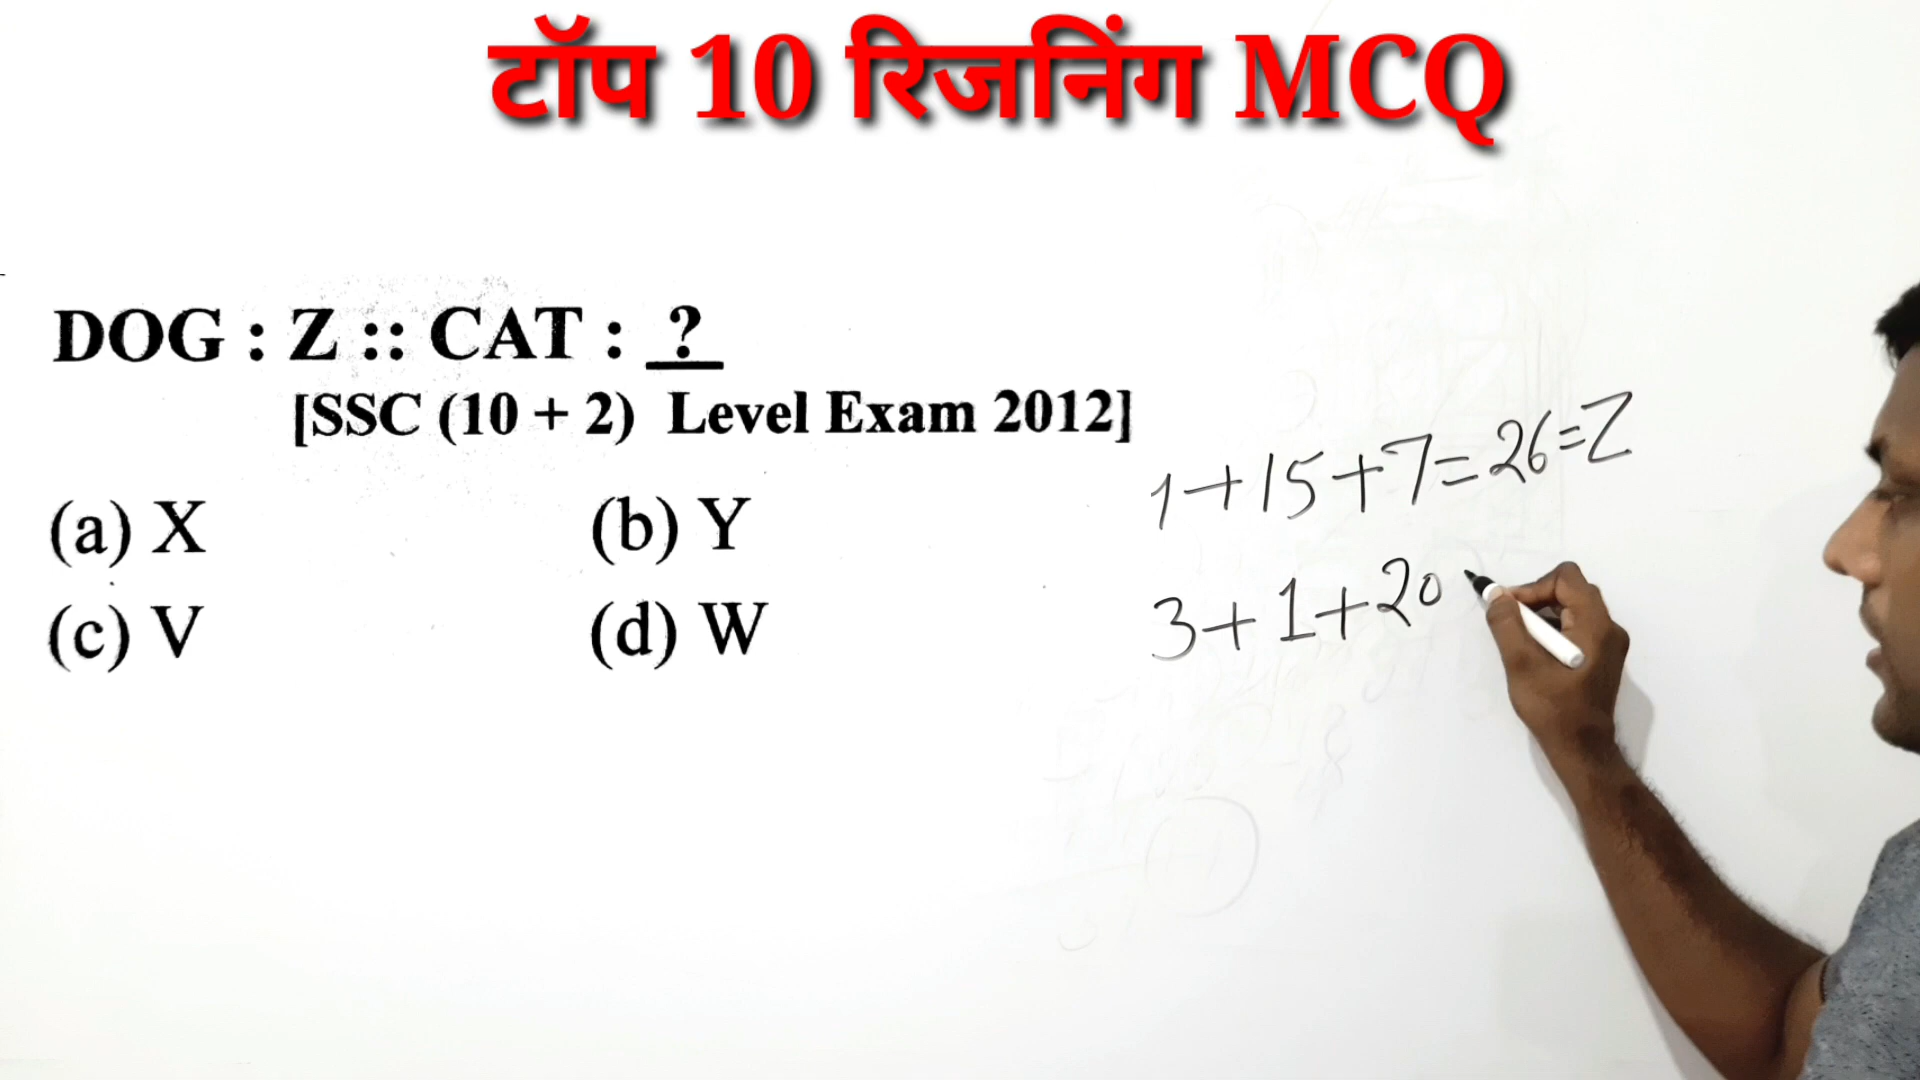 टॉप 10 रिजनिंग MCQ
DOG : Z :: CAT : ?
[SSC (10 + 2) Level Exam 2012]
(a) X (b) Y
(c) V (d) W
1+15+7=26=Z
3+1+20